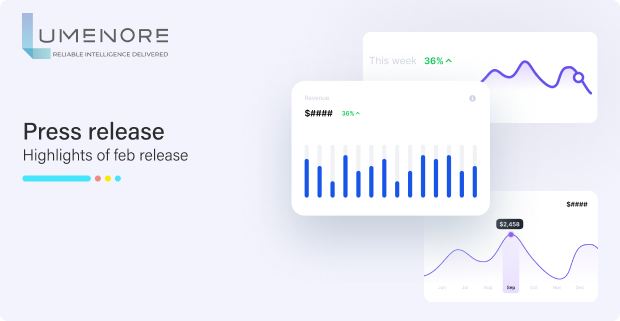 LUMENORE
RELIABLE INTELLIGENCE DELIVERED
Press release
Highlights of feb release
This week 36%
Revenue
$#### 36%
$####
$2,458
Jun Jul Aug Sep Oct Nov Dec